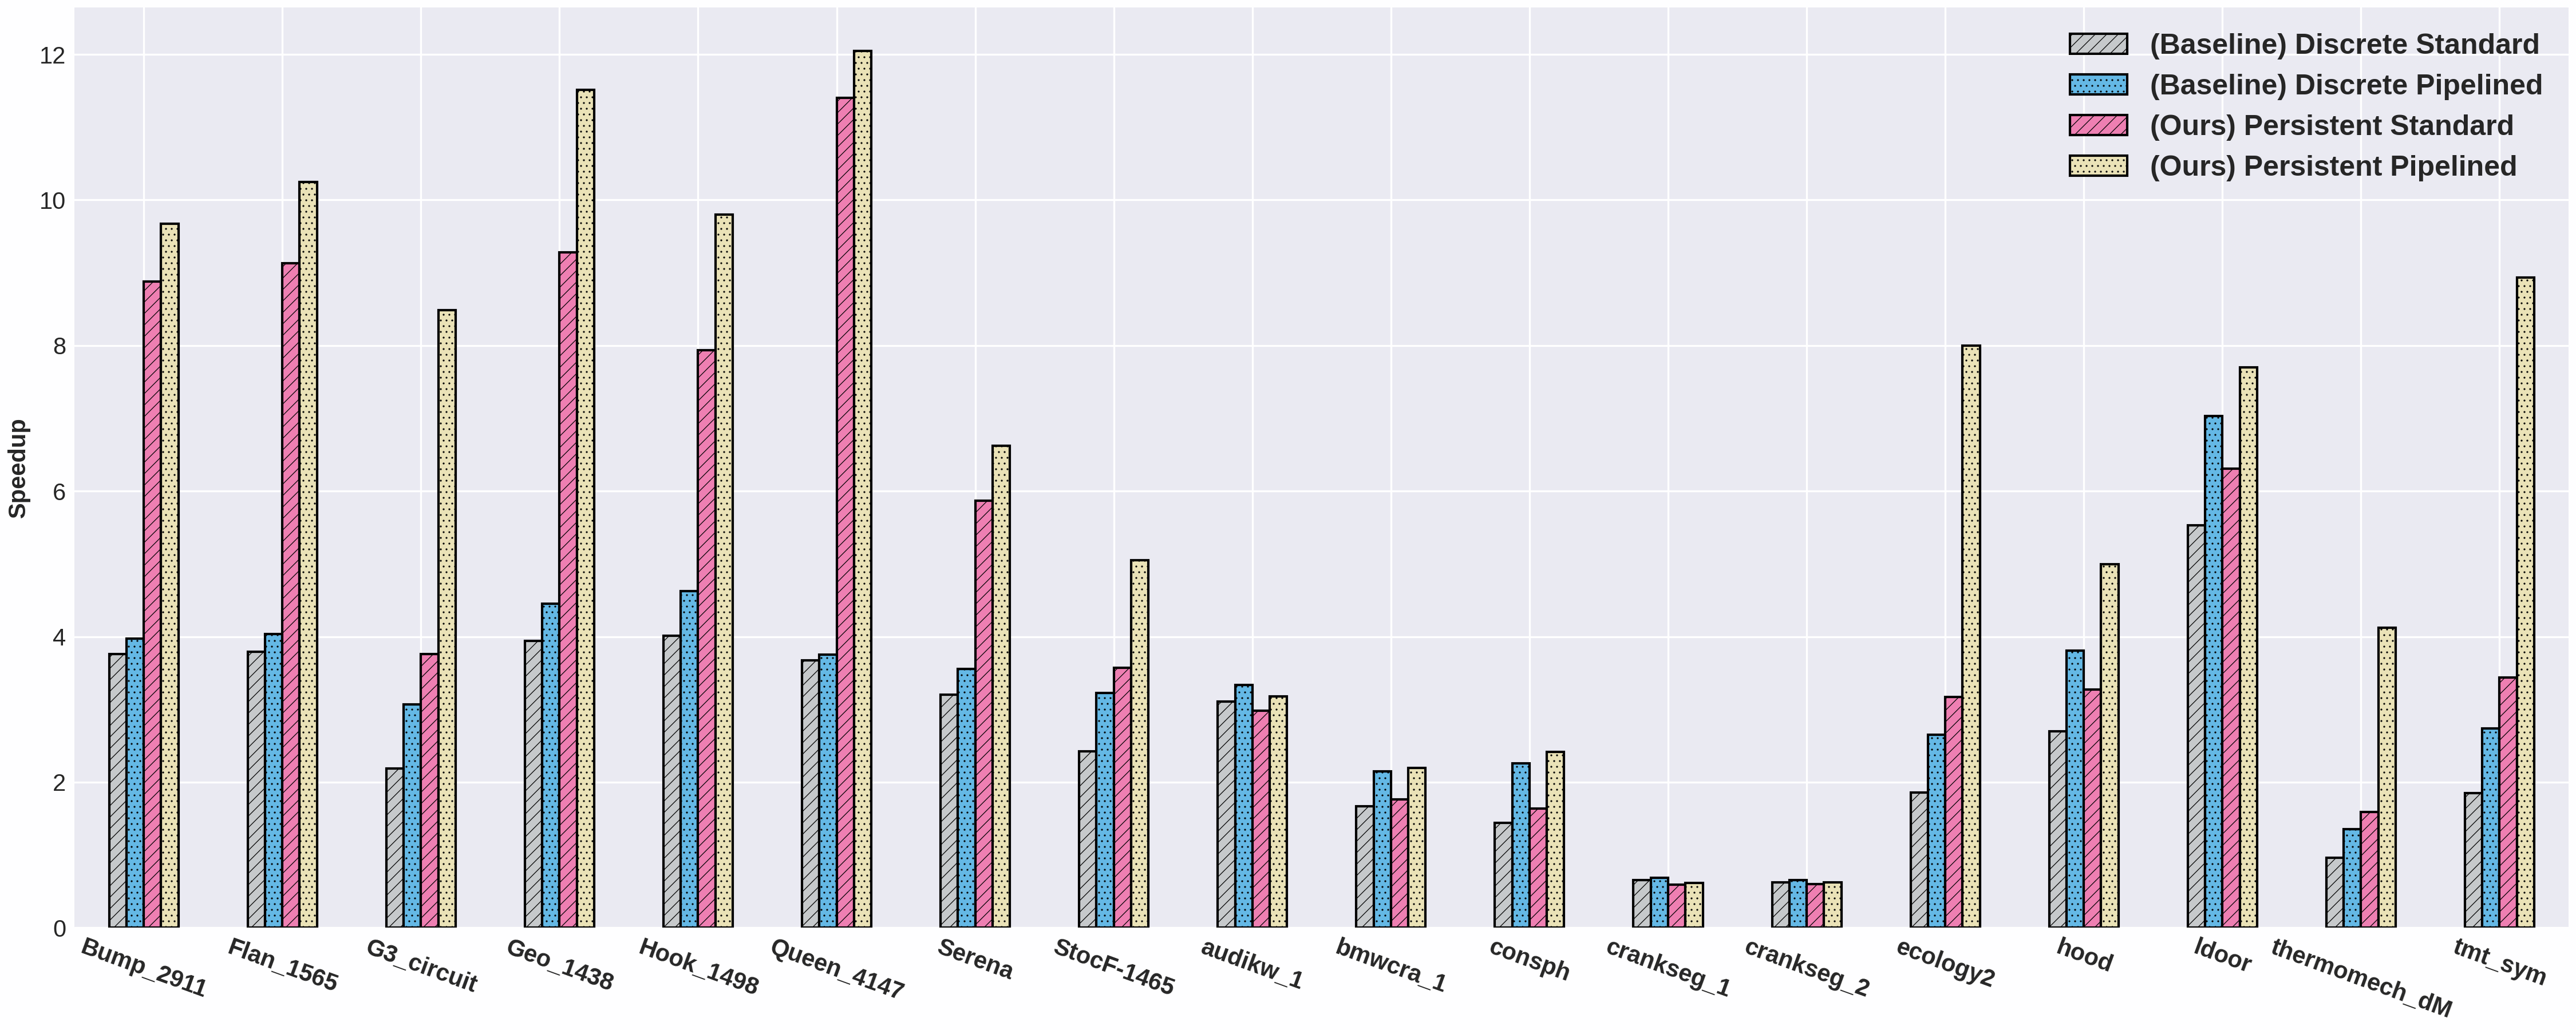 12
10
8
6
4
2
0
Speedup
(Baseline) Discrete Standard
(Baseline) Discrete Pipelined
(Ours) Persistent Standard
(Ours) Persistent Pipelined
Bump_2911
Flan_1565
G3_circuit
Geo_1438
Hook_1498
Queen_4147
Serena
StocF-1465
audikw_1
bmwcra_1
consph
crankseg_1
crankseg_2
ecology2
hood
ldoor
thermomech_dM
tmt_sym